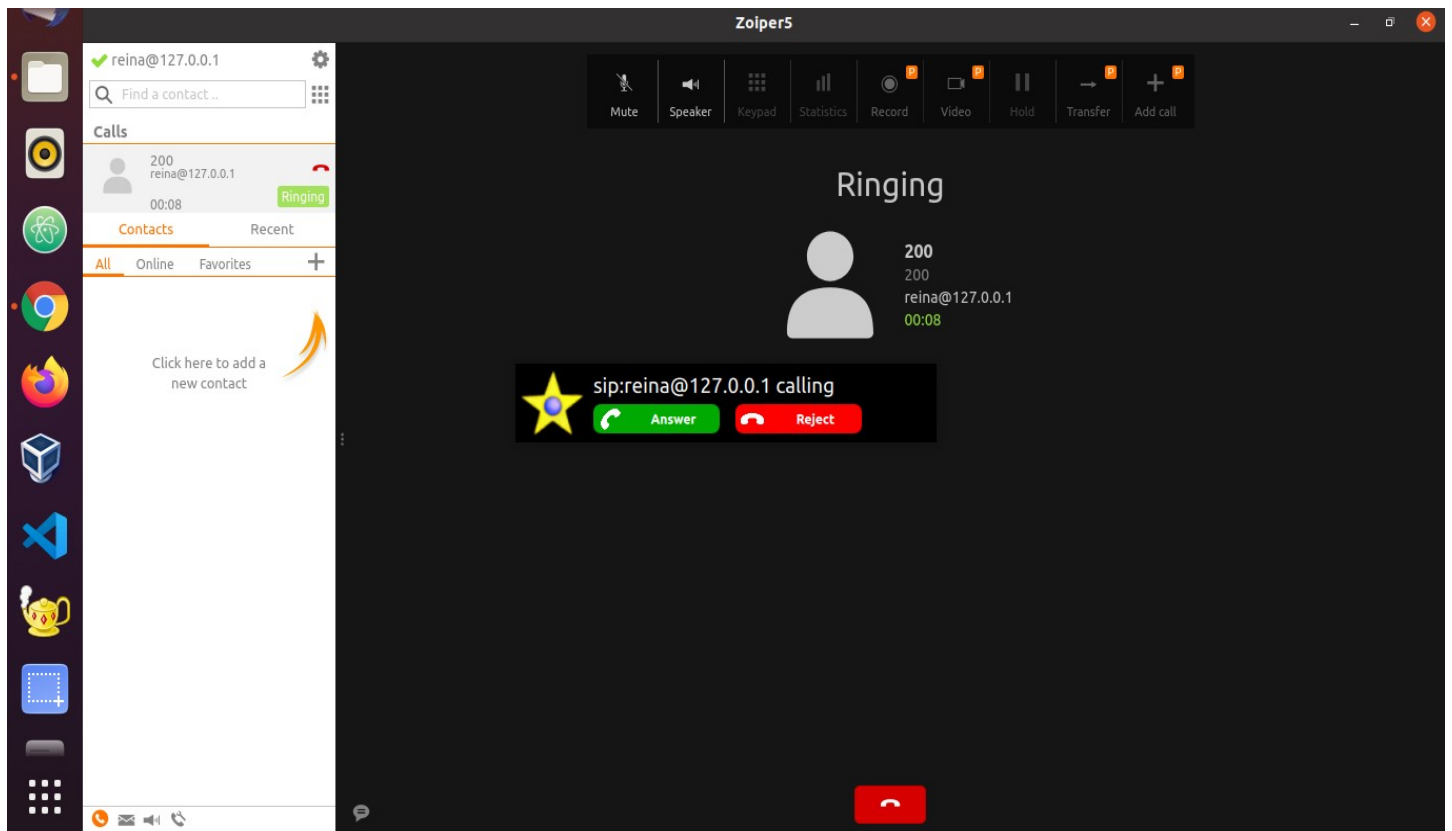 Zoiper5
reina@127.0.0.1
Find a contact ..
Calls
200
reina@127.0.0.1
00:08
Ringing
Contacts Recent
All Online Favorites
Click here to add a
new contact
Mute Speaker Keypad Statistics Record P Video P Hold Transfer P Add call P
Ringing
200
200
reina@127.0.0.1
00:08
sip:reina@127.0.0.1 calling
Answer Reject